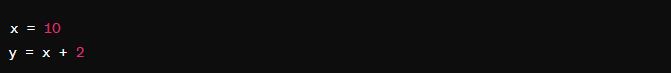 x = 10
y = x + 2